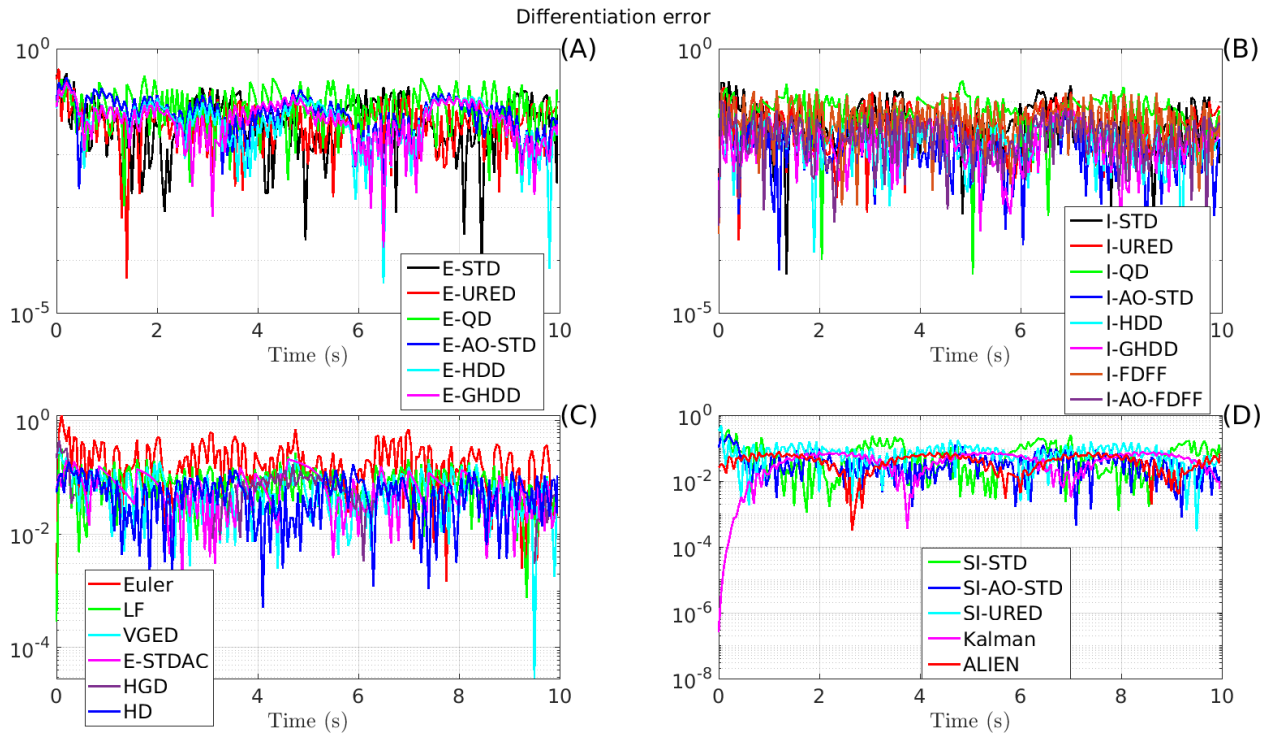 Differentiation error
(A)
10^0
10^-5
0 2 4 6 8 10
Time (s)
E-STD
E-URED
E-QD
E-AO-STD
E-HDD
E-GHDD
(B)
10^0
10^-5
0 2 4 6 8 10
Time (s)
I-STD
I-URED
I-QD
I-AO-STD
I-HDD
I-GHDD
I-FDFF
I-AO-FDFF
(C)
10^0
10^-2
10^-4
0 2 4 6 8 10
Time (s)
Euler
LF
VGED
E-STDAC
HGD
HD
(D)
10^0
10^-2
10^-4
10^-6
10^-8
0 2 4 6 8 10
Time (s)
SI-STD
SI-AO-STD
SI-URED
Kalman
ALIEN